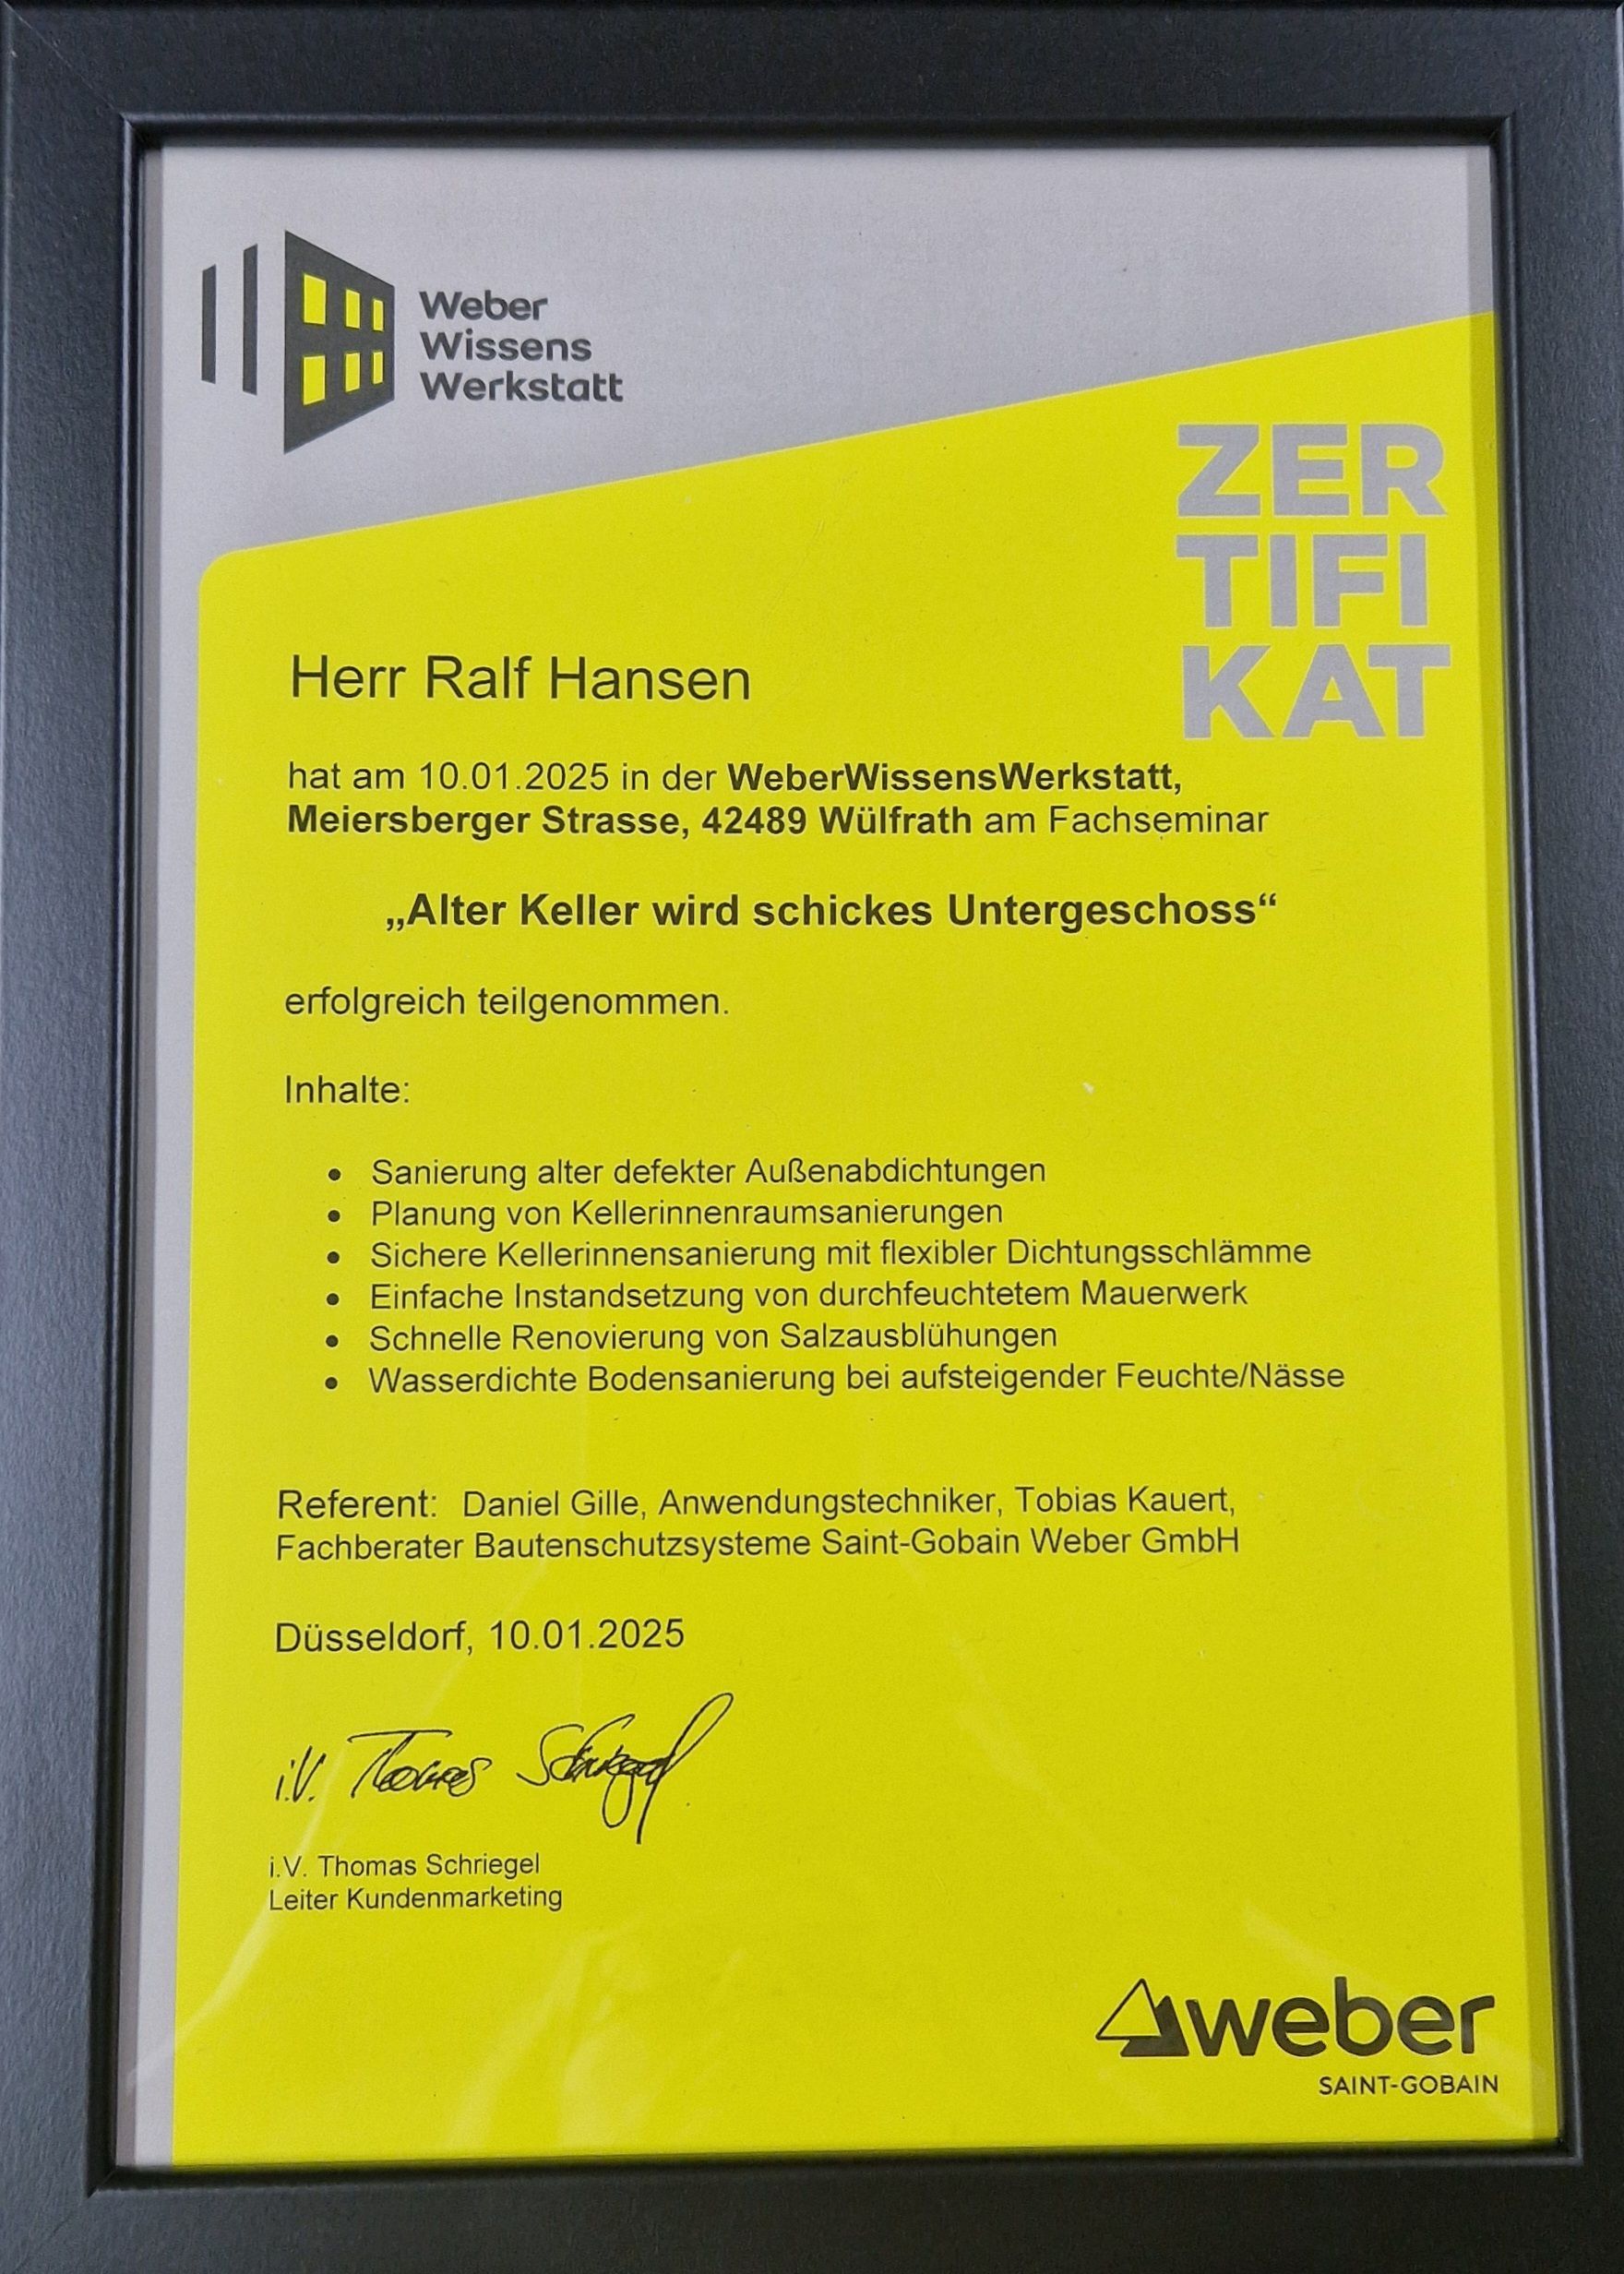 Weber
Wissens
Werkstatt
ZER
TIFI
KAT
Herr Ralf Hansen
hat am 10.01.2025 in der WeberWissensWerkstatt,
Meiersberger Strasse, 42489 Wülfrath am Fachseminar
„Alter Keller wird schickes Untergeschoss“
erfolgreich teilgenommen.
Inhalte:
• Sanierung alter defekter Außenabdichtungen
• Planung von Kellerinnenraumsanierungen
• Sichere Kellerinnensanierung mit flexibler Dichtungsschlämme
• Einfache Instandsetzung von durchfeuchtetem Mauerwerk
• Schnelle Renovierung von Salzausblühungen
• Wasserdichte Bodensanierung bei aufsteigender Feuchte/Nässe
Referent: Daniel Gille, Anwendungstechniker, Tobias Kauert,
Fachberater Bautenschutzsysteme Saint-Gobain Weber GmbH
Düsseldorf, 10.01.2025
i.V. Thomas Schriegel
i.V. Thomas Schriegel
Leiter Kundenmarketing
weber
SAINT-GOBAIN